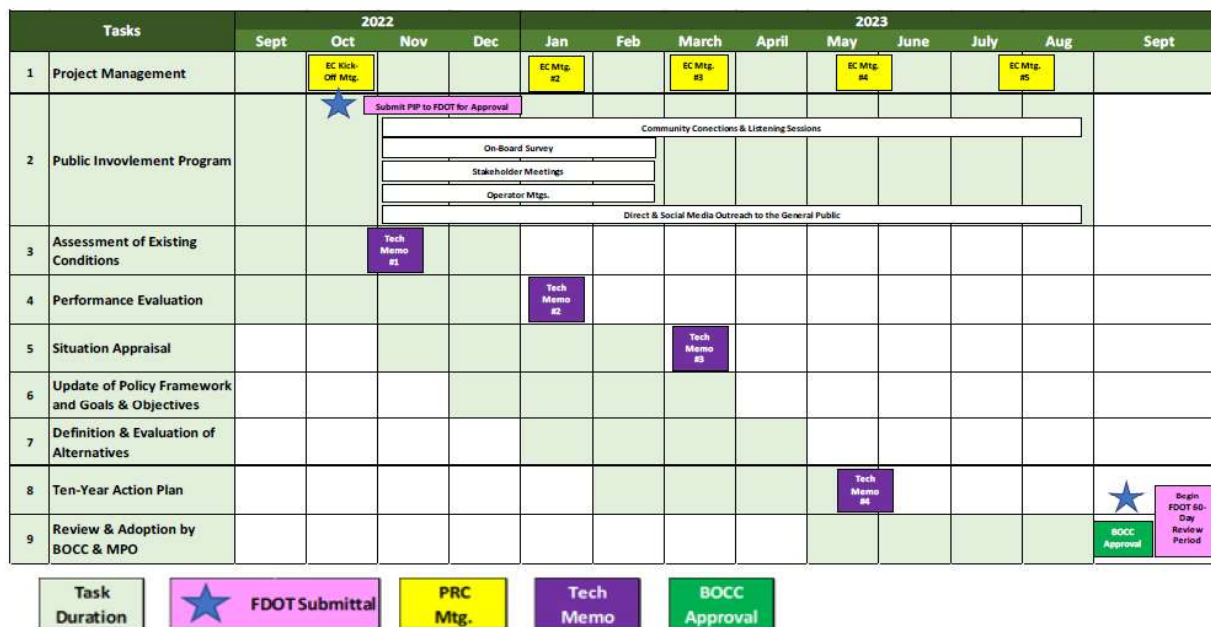 Tasks
2022
2023
Sept Oct Nov Dec Jan Feb March April May June July Aug Sept
1 Project Management
EC Kick-
Off Mtg.
EC Mtg.
#2
EC Mtg.
#3
EC Mtg.
#4
EC Mtg.
#5
2 Public Invovlement Program
Submit PIP to FDOT for Approval
Community Conections & Listening Sessions
On-Board Survey
Stakeholder Meetings
Operator Mtgs.
Direct & Social Media Outreach to the General Public
3 Assessment of Existing
Conditions
Tech
Memo
#1
4 Performance Evaluation
Tech
Memo
#2
5 Situation Appraisal
Tech
Memo
#3
6 Update of Policy Framework
and Goals & Objectives
7 Definition & Evaluation of
Alternatives
8 Ten-Year Action Plan
Tech
Memo
#4
Begin
FDOT 60-
Day
Review
Period
9 Review & Adoption by
BOCC & MPO
BOCC
Approval
Task
Duration
FDOT Submittal
PRC
Mtg.
Tech
Memo
BOCC
Approval